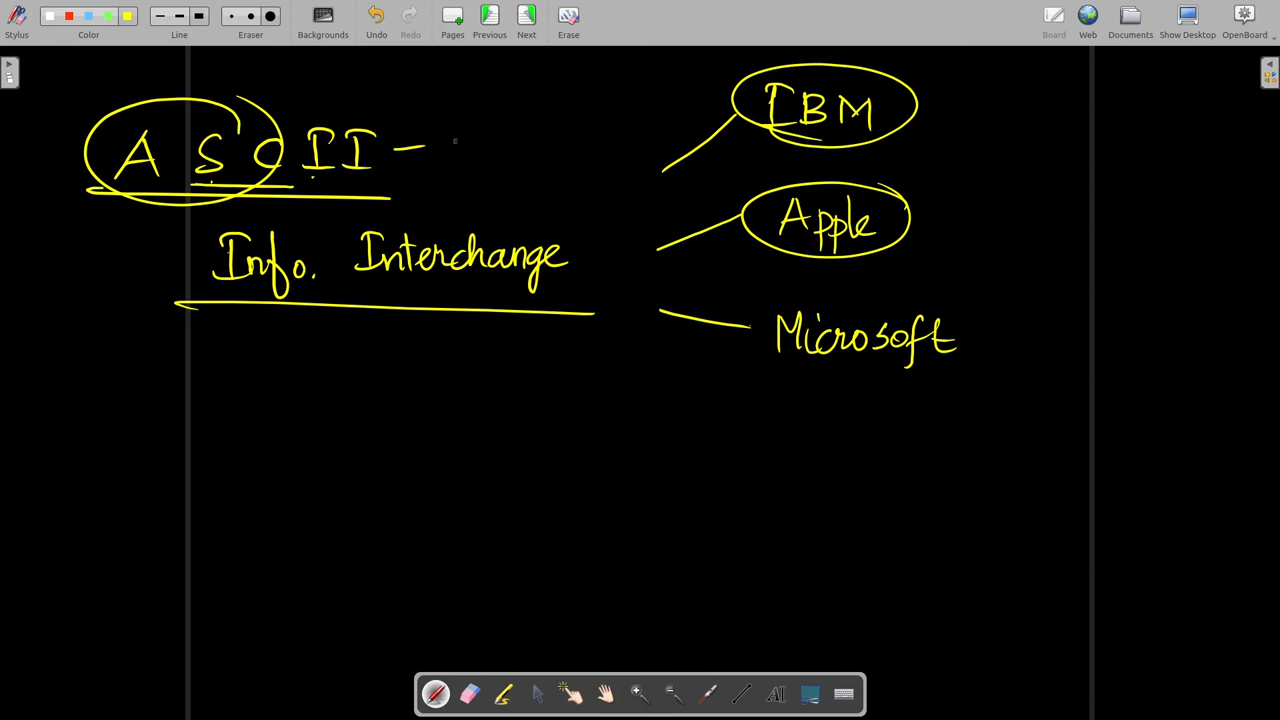 Stylus Color Line Eraser Backgrounds Undo Redo Pages Previous Next Erase Board Web Documents Show Desktop OpenBoard
IBM
ASCII -
Apple
Info. Interchange
Microsoft